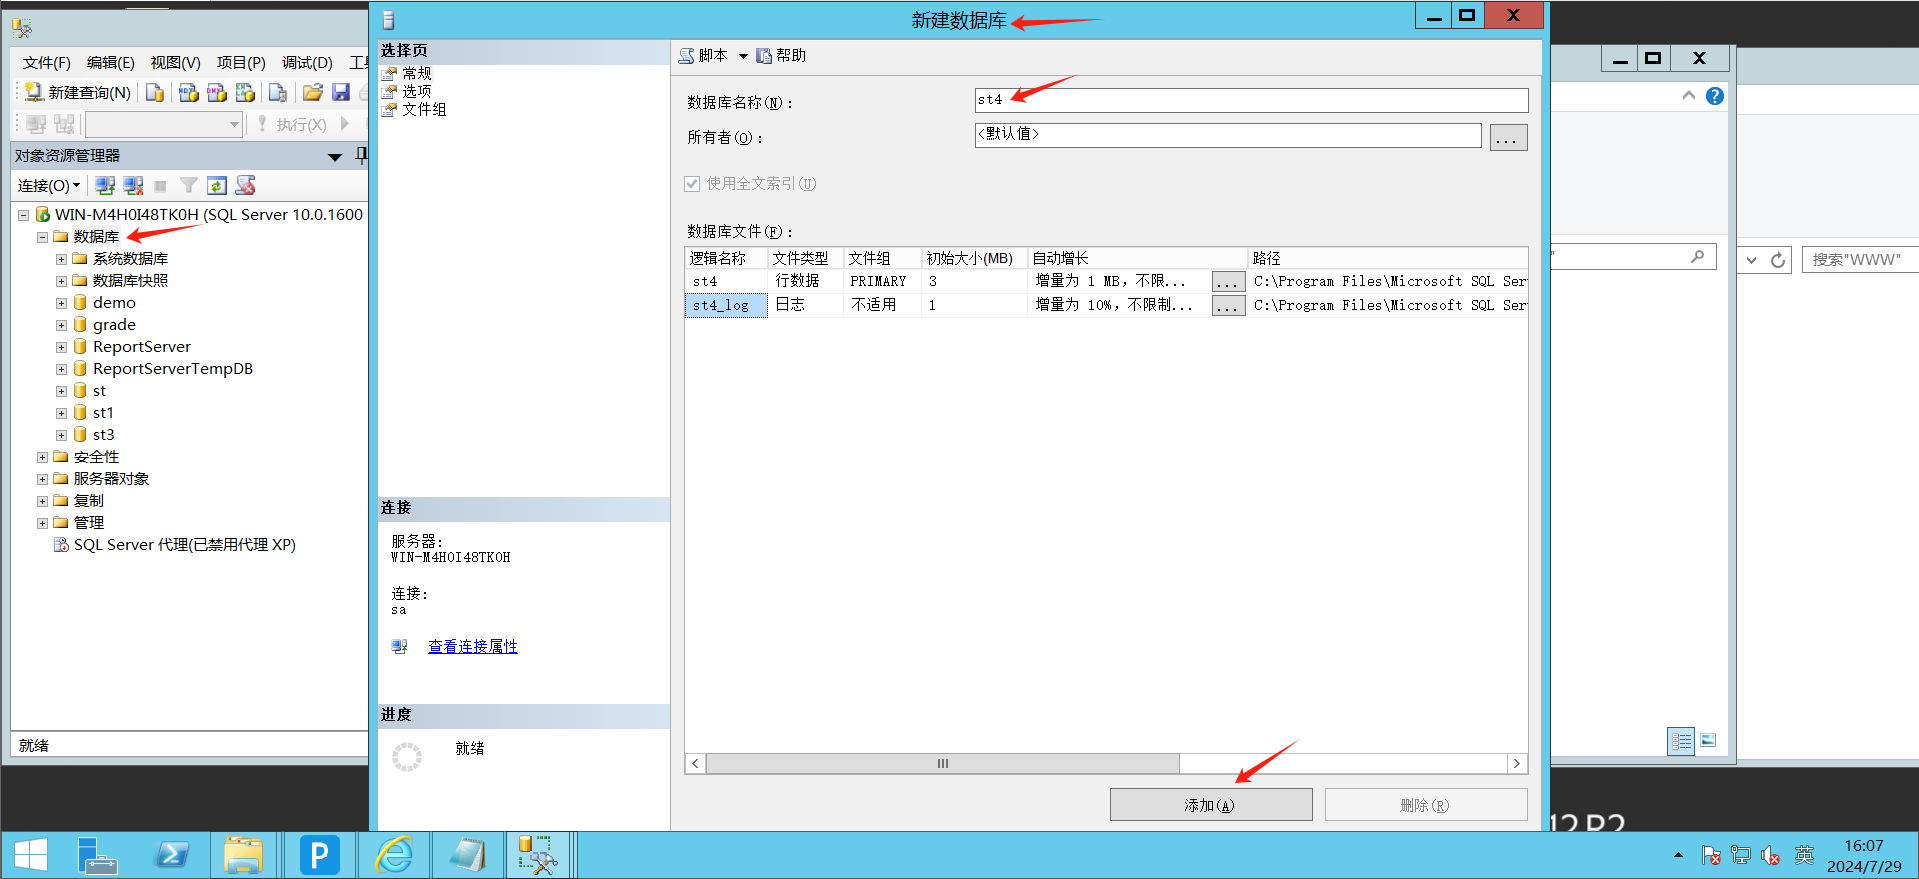 文件(F) 编辑(E) 视图(V) 项目(P) 调试(D)
新建查询(N)
执行(X)
对象资源管理器
连接(O)
WIN-M4H0I48TK0H (SQL Server 10.0.1600
数据库
系统数据库
数据库快照
demo
grade
ReportServer
ReportServerTempDB
st
st1
st3
安全性
服务器对象
复制
管理
SQL Server 代理(已禁用代理 XP)
就绪
新建数据库
选择页
常规
选项
文件组
连接
服务器:
WIN-M4H0I48TK0H
连接:
sa
查看连接属性
进度
就绪
脚本 帮助
数据库名称(N): st4
所有者(O): <默认值> ...
使用全文索引(U)
数据库文件(F):
逻辑名称 文件类型 文件组 初始大小(MB) 自动增长 路径
st4 行数据 PRIMARY 3 增量为 1 MB，不限... ... C:\Program Files\Microsoft SQL Ser
st4_log 日志 不适用 1 增量为 10%，不限制... ... C:\Program Files\Microsoft SQL Ser
添加(A) 删除(R)
搜索"WWW"
12 R2
英
16:07
2024/7/29